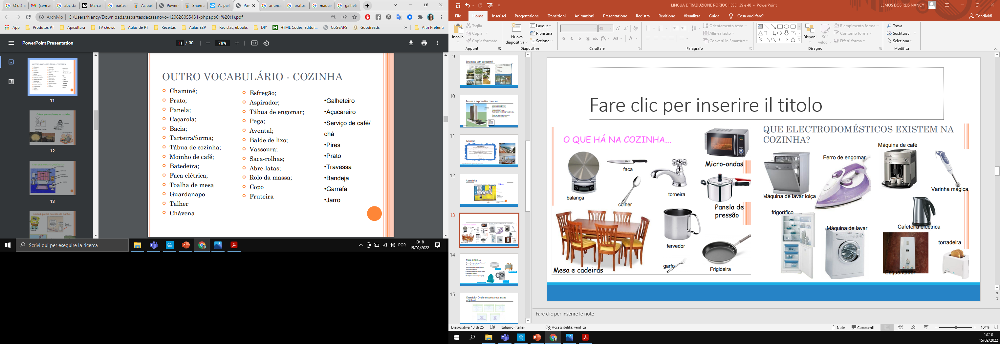 O diári
(sem as
abc da
Marco
partes
As part
PowerP
Share a
As part
Pow
anunci
pratos
máquin
galhete
Archivio
C:/Users/Nancy/Downloads/aspartesdacasanovo-120626055431-phpapp01%20(1).pdf
App
Produtos PT
Apicultura
TV shows
Aulas de PT
Receitas
Aulas ESP
Revistas, ebooks
DIY
HTML Codes, Editor...
CoGeAPS
Goodreads
»
Altri Preferiti
PowerPoint Presentation
11 / 30
78%
11
12
13
OUTRO VOCABULÁRIO - COZINHA
Chaminé;
Prato;
Panela;
Caçarola;
Bacia;
Tarteira/forma;
Tábua de cozinha;
Moinho de café;
Batedeira;
Faca elétrica;
Toalha de mesa
Guardanapo
Talher
Chávena
Esfregão;
Aspirador;
Tábua de engomar;
Pega;
Avental;
Balde de lixo;
Vassoura;
Saca-rolhas;
Abre-latas;
Rolo da massa;
Copo
Fruteira
•Galheteiro
•Açucareiro
•Serviço de café/
chá
•Pires
•Prato
•Travessa
•Bandeja
•Garrafa
•Jarro
Scrivi qui per eseguire la ricerca
POR
13:18
15/02/2022
LINGUA E TRADUZIONE PORTOGHESE I 39 e 40 - PowerPoint
LEMOS DOS REIS NANCY
File
Home
Inserisci
Progettazione
Transizioni
Animazioni
Presentazione
Registra
Revisione
Visualizza
Guida
Cosa vuoi fare?
Condividi
Incolla
Taglia
Copia
Copia formato
Appunti
Nuova
diapositiva
Layout
Ripristina
Sezione
Diapositive
48
G C S S abc AV Aa A
Carattere
Orientamento testo
Allinea testo
Converti in SmartArt
Paragrafo
Disponi
Stili
veloci
Riempimento forma
Contorno forma
Effetti forma
Disegno
Trova
Sostituisci
Seleziona
Modifica
9
Esta casa tem garagem?
10
Frases e expressões comuns
11
Anúncio
12
A cozinha
Há...
13
14
Mas, onde...?
15
Exercício- Onde encontramos estes
objetos?
Fare clic per inserire il titolo
O QUE HÁ NA COZINHA...
balança
faca
colher
torneira
Micro-ondas
Panela de
pressão
Mesa e cadeiras
fervedor
garfo
Frigideira
QUE ELECTRODOMÉSTICOS EXISTEM NA
COZINHA?
Máquina de lavar loiça
Ferro de engomar
Máquina de café
Varinha mágica
frigorífico
Máquina de lavar
Cafeteira eléctrica
Esquentador
torradeira
Fare clic per inserire le note
Diapositiva 13 di 25
Italiano (Italia)
Accessibilità: verifica
Note
Commenti
104%
13:18
15/02/2022